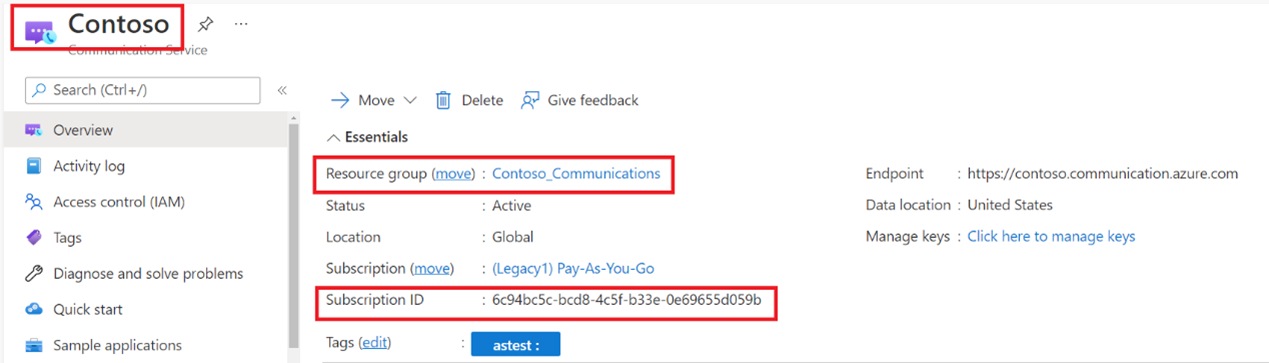 Contoso ...
Communication Service
Search (Ctrl+/) «
Overview
Activity log
Access control (IAM)
Tags
Diagnose and solve problems
Quick start
Sample applications
Move Delete Give feedback
Essentials
Resource group (move) : Contoso_Communications
Status : Active
Location : Global
Subscription (move) : (Legacy1) Pay-As-You-Go
Subscription ID : 6c94bc5c-bcd8-4c5f-b33e-0e69655d059b
Tags (edit) : astest :
Endpoint : https://contoso.communication.azure.com
Data location : United States
Manage keys : Click here to manage keys